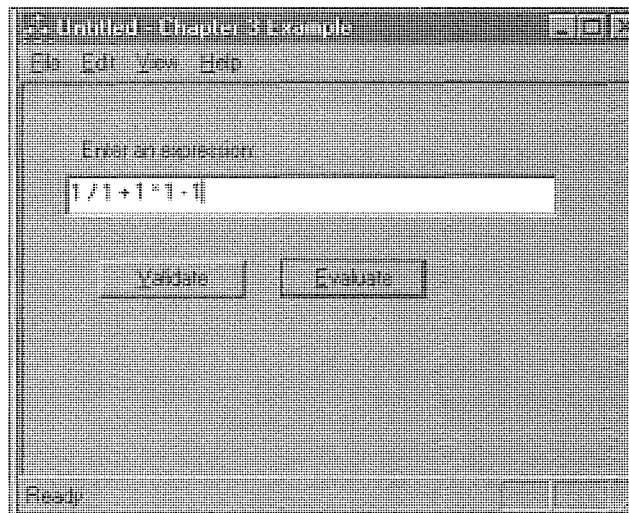 Untitled - Chapter 3 Example
File Edit View Help
Enter an expression:
1 / 1 + 1 * 1 - 1
Validate Evaluate
Ready